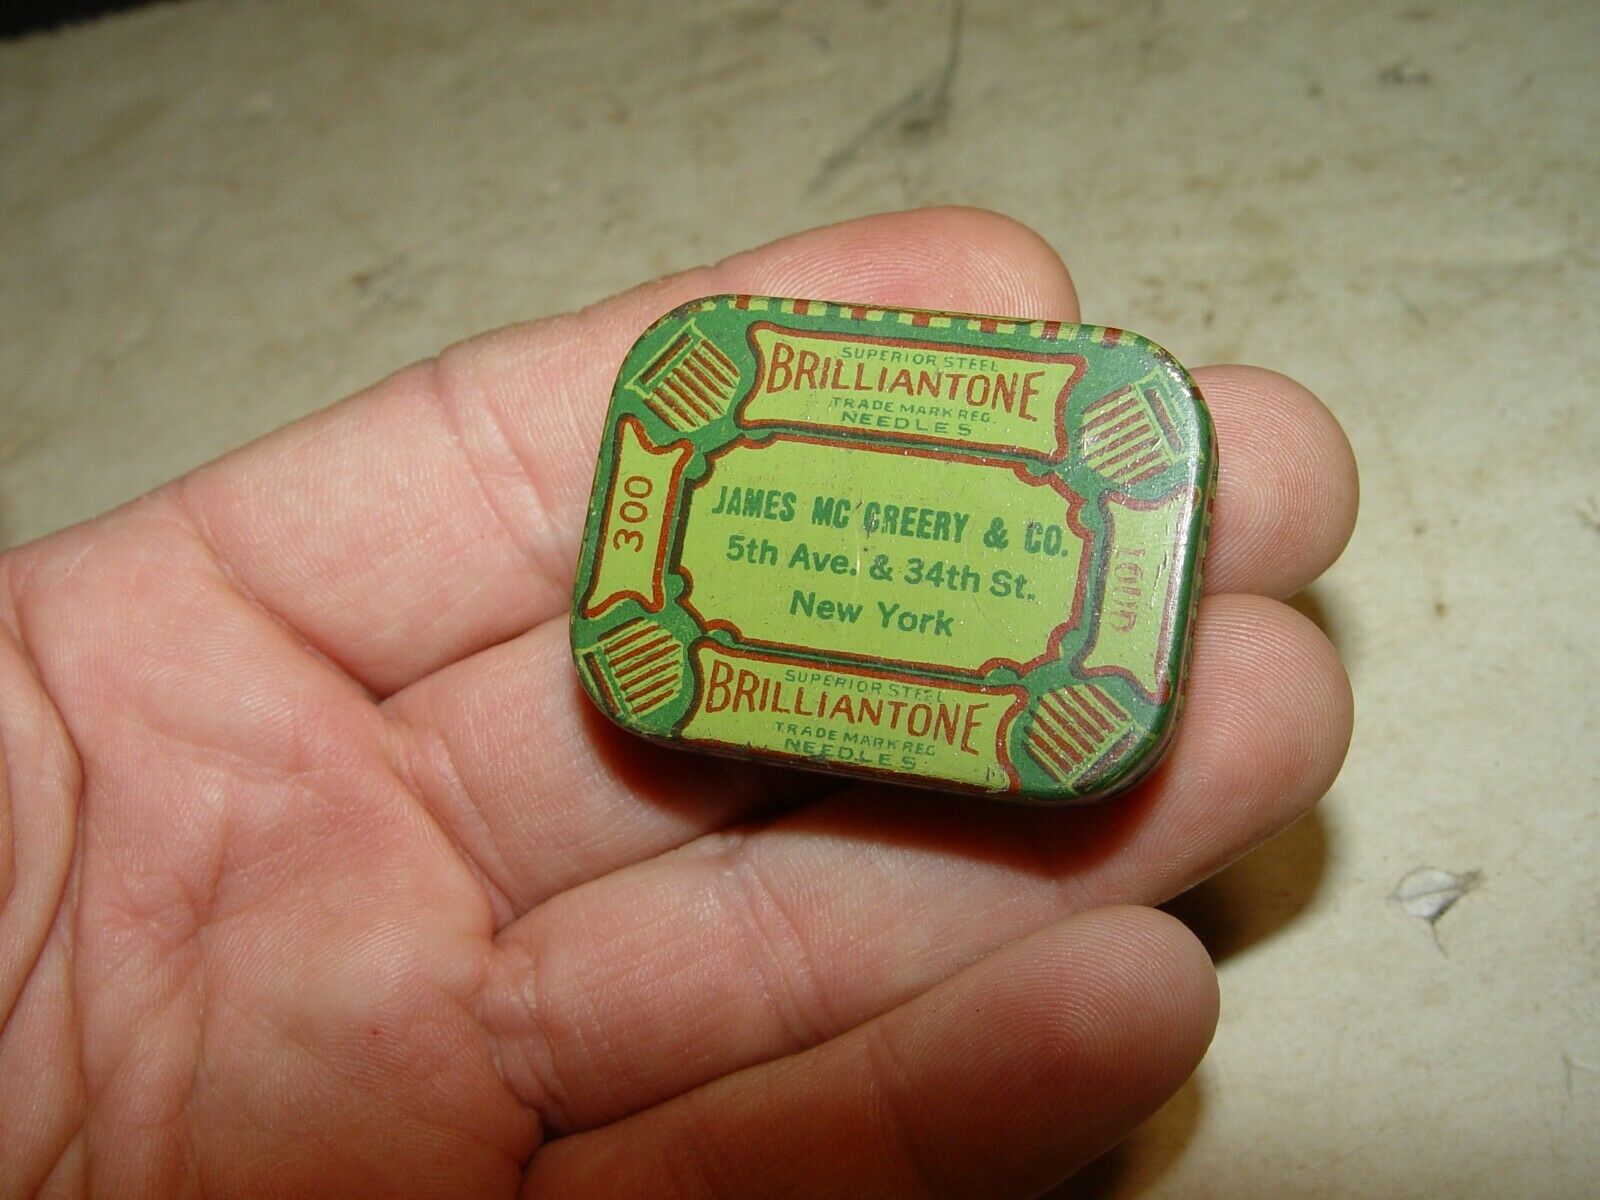 SUPERIOR STEEL
BRILLIANTONE
TRADE MARK REG.
NEEDLES
300
JAMES MC CREERY & CO.
5th Ave. & 34th St.
New York
LOUD
SUPERIOR STEEL
BRILLIANTONE
TRADE MARK REG
NEEDLES